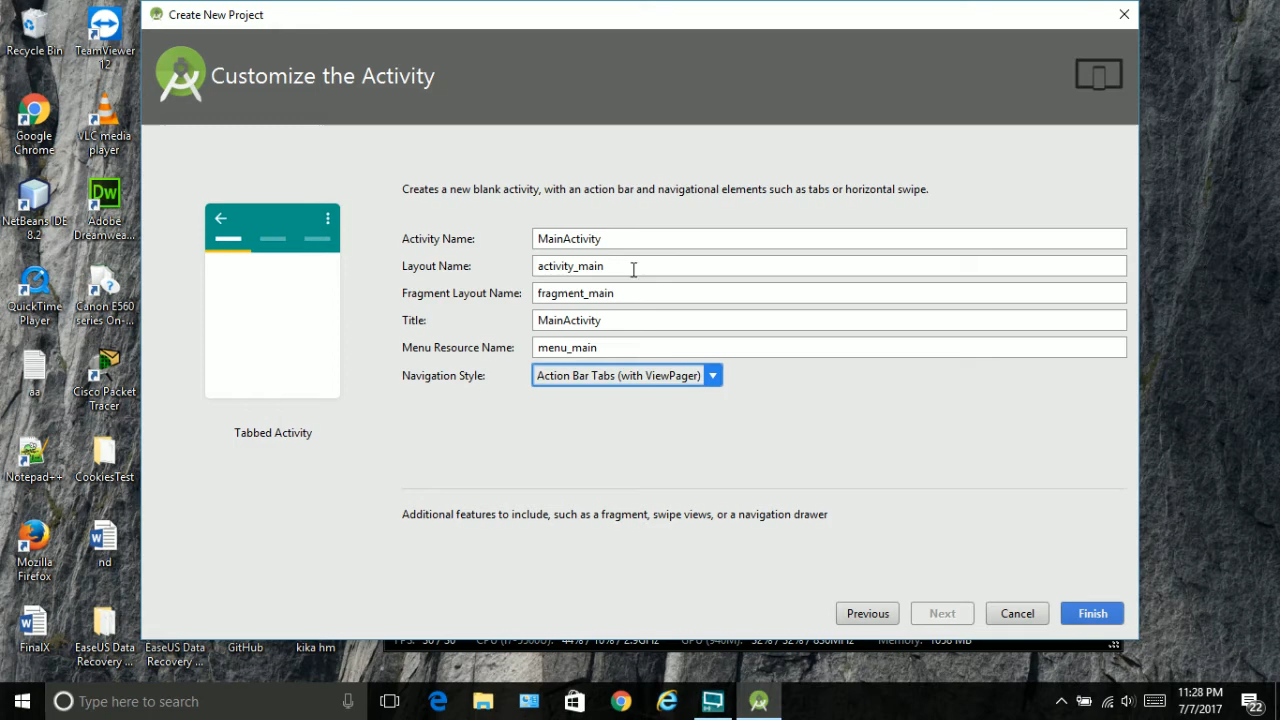 Create New Project
Customize the Activity
Creates a new blank activity, with an action bar and navigational elements such as tabs or horizontal swipe.
Activity Name: MainActivity
Layout Name: activity_main
Fragment Layout Name: fragment_main
Title: MainActivity
Menu Resource Name: menu_main
Navigation Style: Action Bar Tabs (with ViewPager)
Tabbed Activity
Additional features to include, such as a fragment, swipe views, or a navigation drawer
Previous Next Cancel Finish
Recycle Bin
TeamViewer
12
Google
Chrome
VLC media
player
NetBeans IDE
8.2
Dw
Adobe
Dreamwea...
QuickTime
Player
Canon E560
series On-...
aa
Cisco Packet
Tracer
Notepad++
CookiesTest
Mozilla
Firefox
nd
FinalX
EaseUS Data
Recovery ...
EaseUS Data
Recovery ...
GitHub
kika hm
Type here to search
11:28 PM
7/7/2017
22